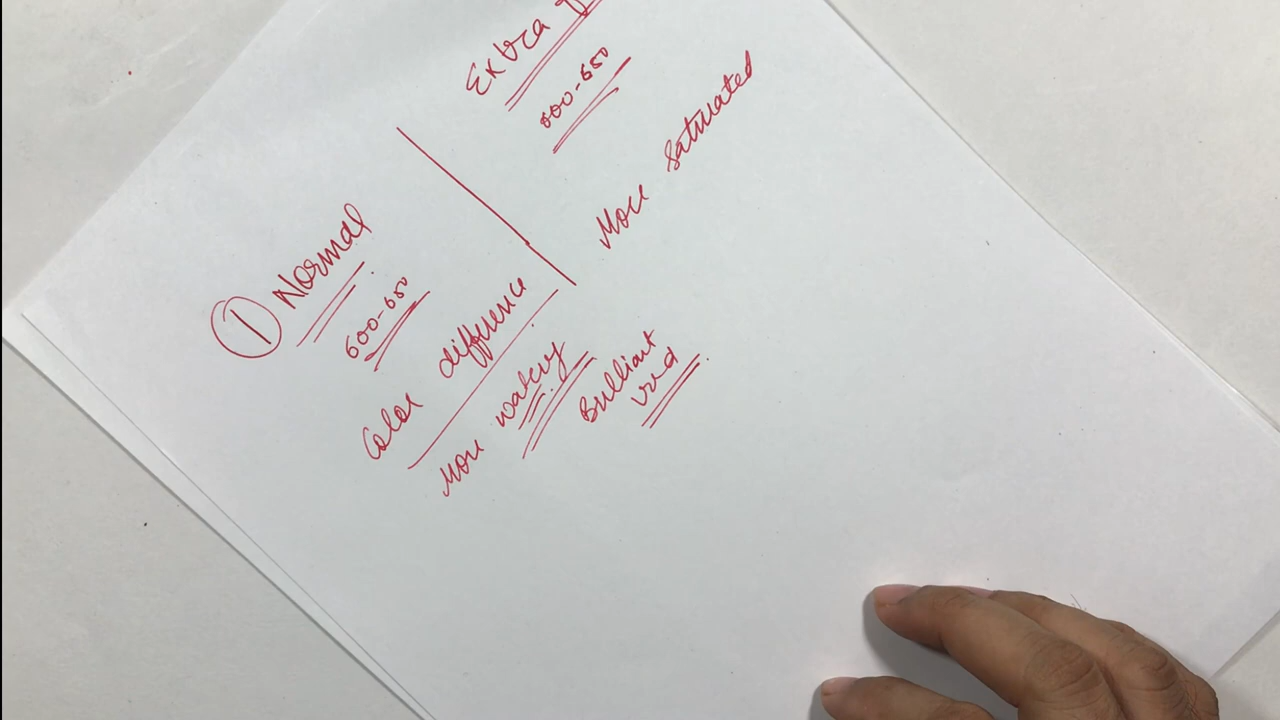 ① Normal
600-650
Extra
600-650
Color difference
More watery
More saturated
Brilliant
red